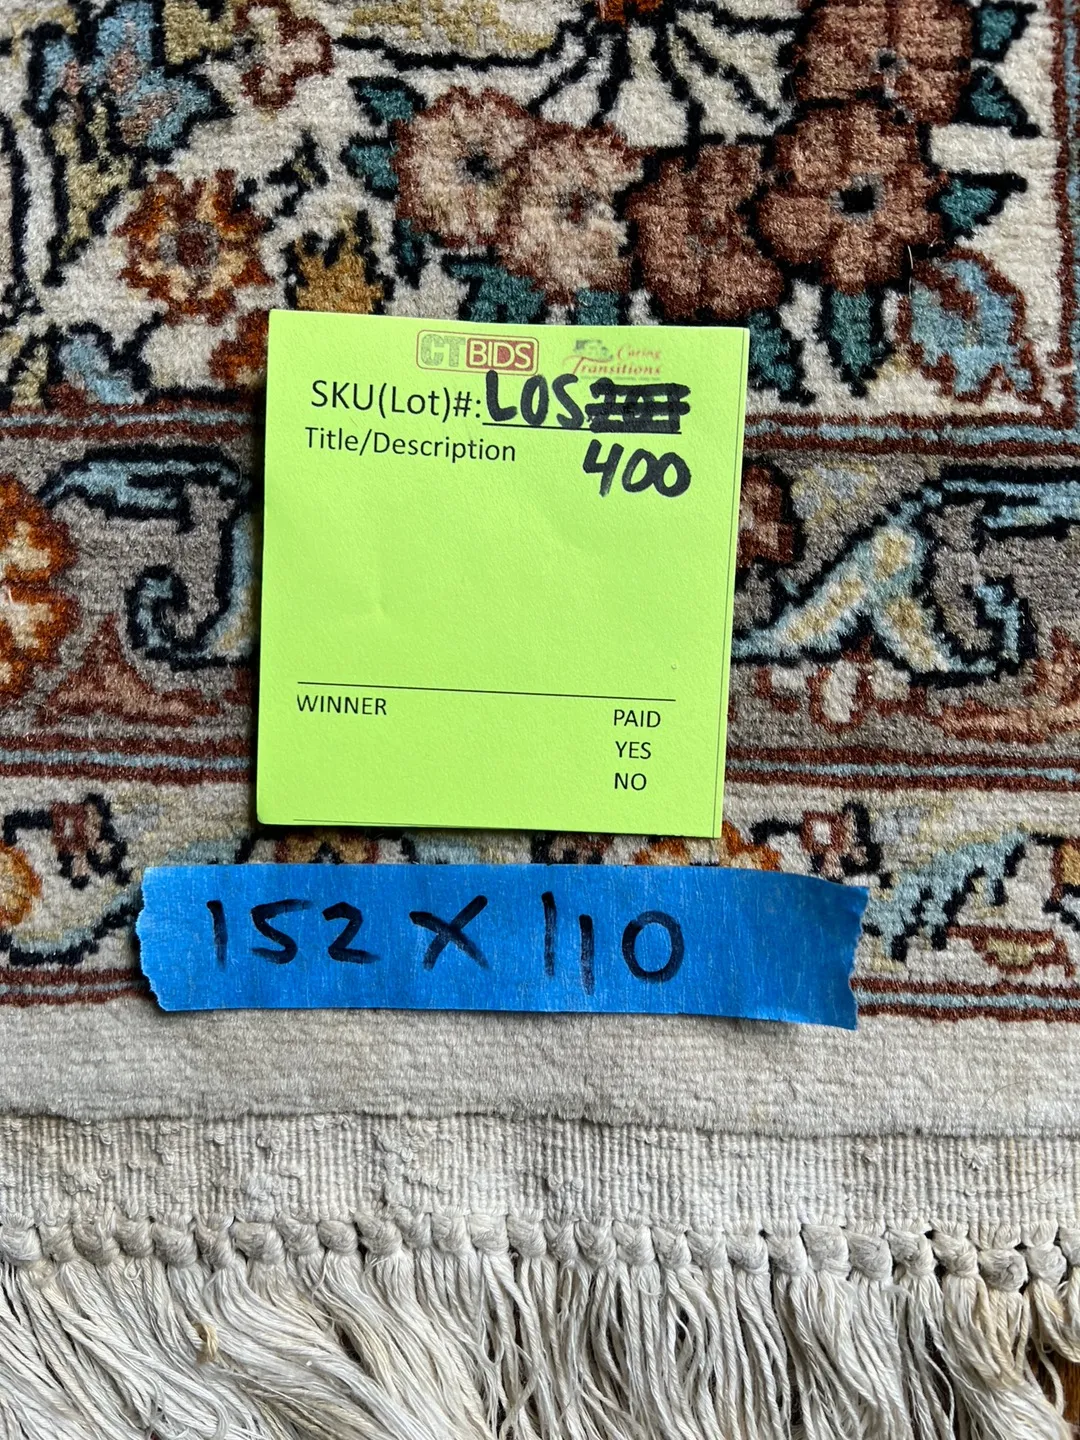 CTBIDS Caring Transitions
SKU(Lot)#: LOS
400
Title/Description
WINNER PAID
YES
NO
152 X 110